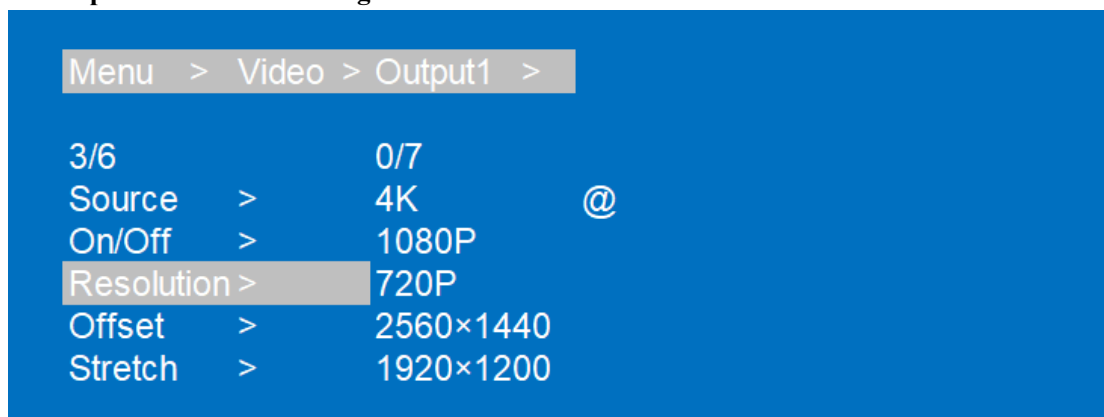 Menu > Video > Output1 >
3/6 0/7
Source > 4K @
On/Off > 1080P
Resolution > 720P
Offset > 2560×1440
Stretch > 1920×1200